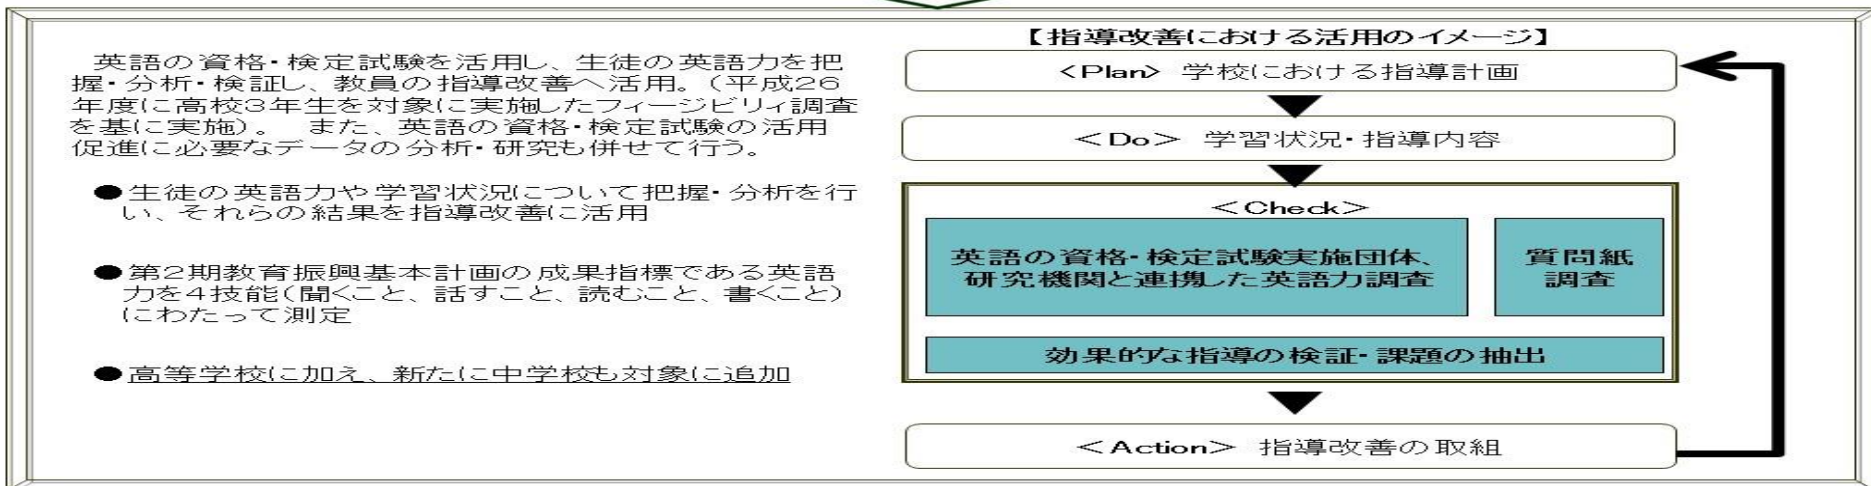 英語の資格・検定試験を活用し、生徒の英語力を把
握・分析・検証し、教員の指導改善へ活用。（平成26
年度に高校3年生を対象に実施したフィージビリィ調査
を基に実施）。　また、英語の資格・検定試験の活用
促進に必要なデータの分析・研究も併せて行う。
●生徒の英語力や学習状況について把握・分析を行
い、それらの結果を指導改善に活用
●第2期教育振興基本計画の成果指標である英語
力を4技能（聞くこと、話すこと、読むこと、書くこと）
にわたって測定
●高等学校に加え、新たに中学校も対象に追加
【指導改善における活用のイメージ】
<Plan> 学校における指導計画
<Do> 学習状況・指導内容
<Check>
英語の資格・検定試験実施団体、
研究機関と連携した英語力調査
質問紙
調査
効果的な指導の検証・課題の抽出
<Action> 指導改善の取組